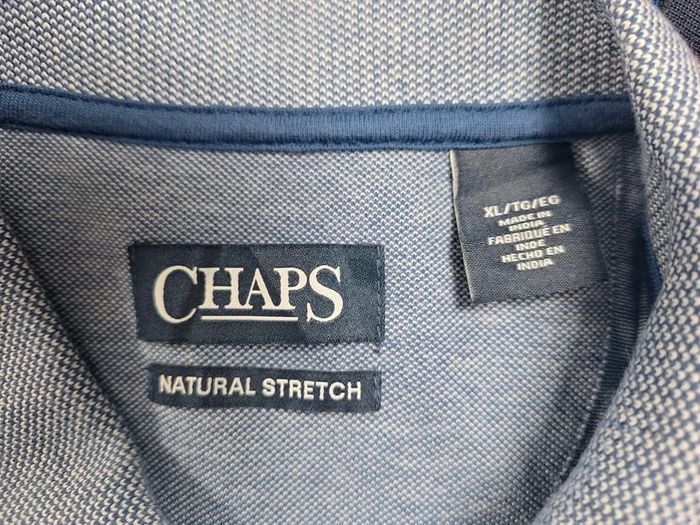 CHAPS
NATURAL STRETCH
XL/TG/EG
MADE IN
INDIA
FABRIQUÉ EN
INDE
HECHO EN
INDIA